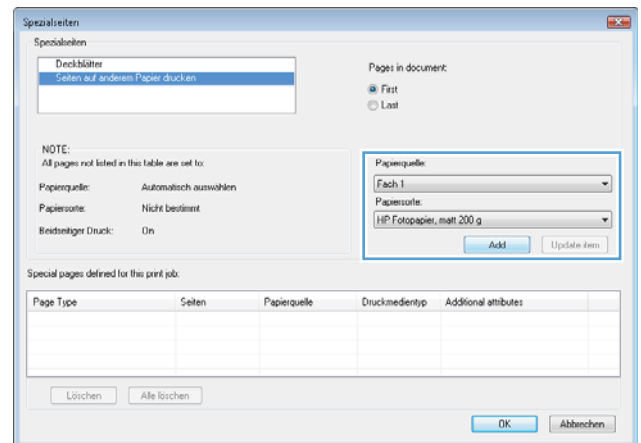 Spezialseiten
Spezialseiten
Deckblätter
Seiten auf anderem Papier drucken
Pages in document:
First
Last
NOTE:
All pages not listed in this table are set to:
Papierquelle: Automatisch auswählen
Papiersorte: Nicht bestimmt
Beidseitiger Druck: On
Papierquelle:
Fach 1
Papiersorte:
HP Fotopapier, matt 200 g
Add Update item
Special pages defined for this print job:
Page Type Seiten Papierquelle Druckmedientyp Additional attributes
Löschen Alle löschen
OK Abbrechen